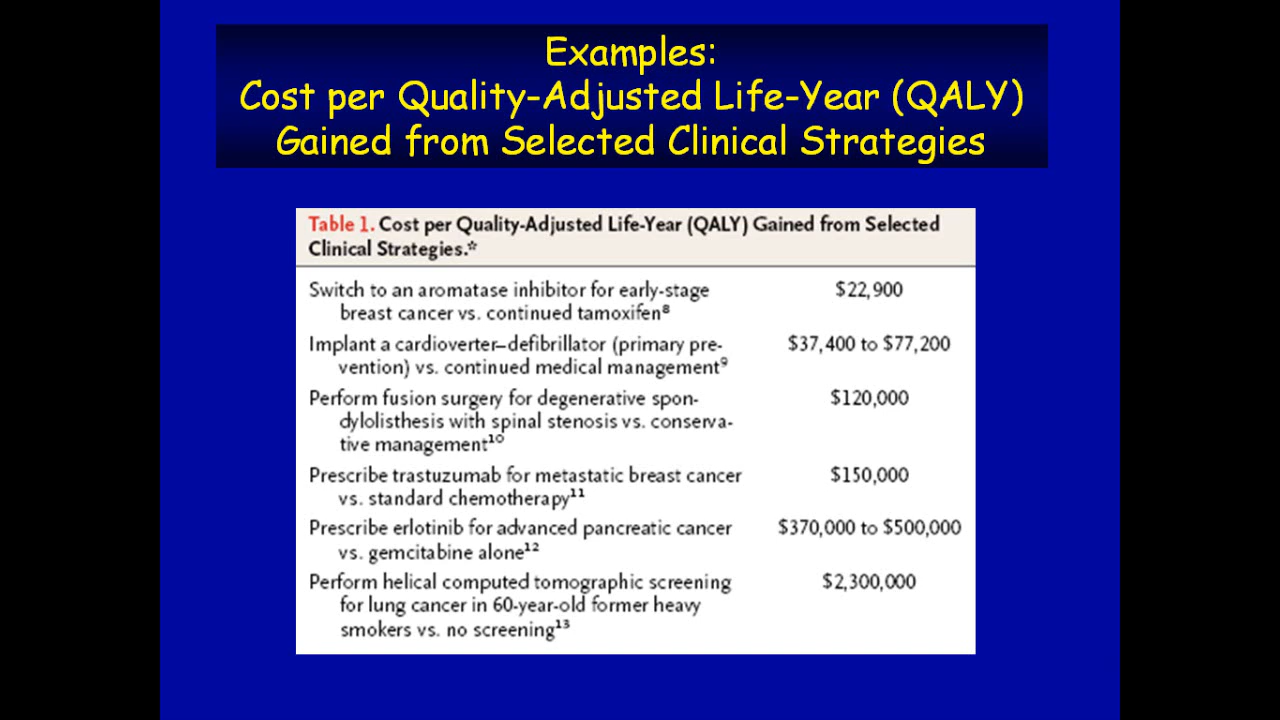 Examples:
Cost per Quality-Adjusted Life-Year (QALY)
Gained from Selected Clinical Strategies
Table 1. Cost per Quality-Adjusted Life-Year (QALY) Gained from Selected
Clinical Strategies.*
Switch to an aromatase inhibitor for early-stage $22,900
breast cancer vs. continued tamoxifen⁸
Implant a cardioverter–defibrillator (primary pre- $37,400 to $77,200
vention) vs. continued medical management⁹
Perform fusion surgery for degenerative spon- $120,000
dylolisthesis with spinal stenosis vs. conserva-
tive management¹⁰
Prescribe trastuzumab for metastatic breast cancer $150,000
vs. standard chemotherapy¹¹
Prescribe erlotinib for advanced pancreatic cancer $370,000 to $500,000
vs. gemcitabine alone¹²
Perform helical computed tomographic screening $2,300,000
for lung cancer in 60-year-old former heavy
smokers vs. no screening¹³